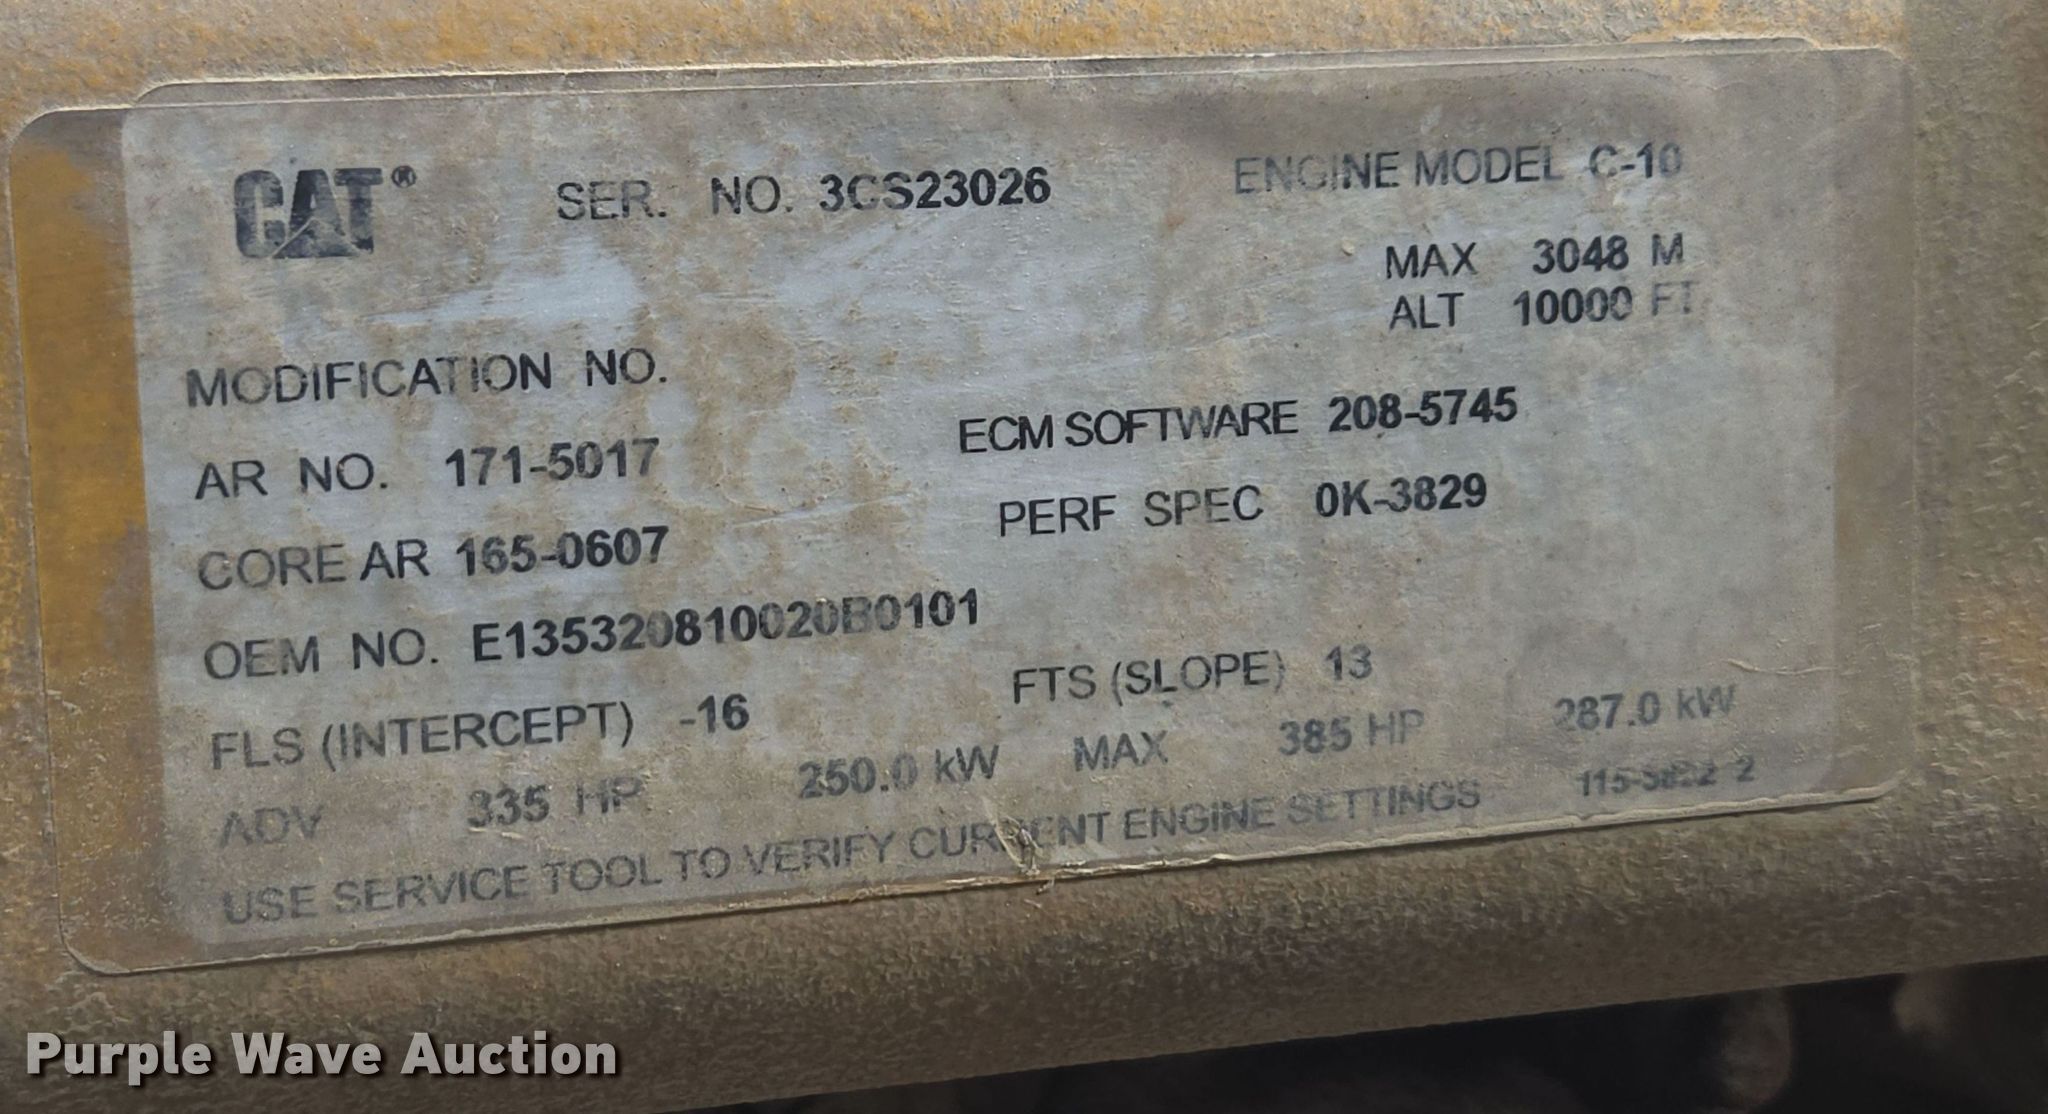 CAT® SER. NO. 3CS23026 ENGINE MODEL C-10
MAX 3048 M
ALT 10000 FT
MODIFICATION NO.
AR NO. 171-5017 ECM SOFTWARE 208-5745
CORE AR 165-0607 PERF SPEC 0K-3829
OEM NO. E135320810020B0101
FLS (INTERCEPT) -16 FTS (SLOPE) 13
ADV 335 HP 250.0 kW MAX 385 HP 287.0 kW
USE SERVICE TOOL TO VERIFY CURRENT ENGINE SETTINGS
Purple Wave Auction